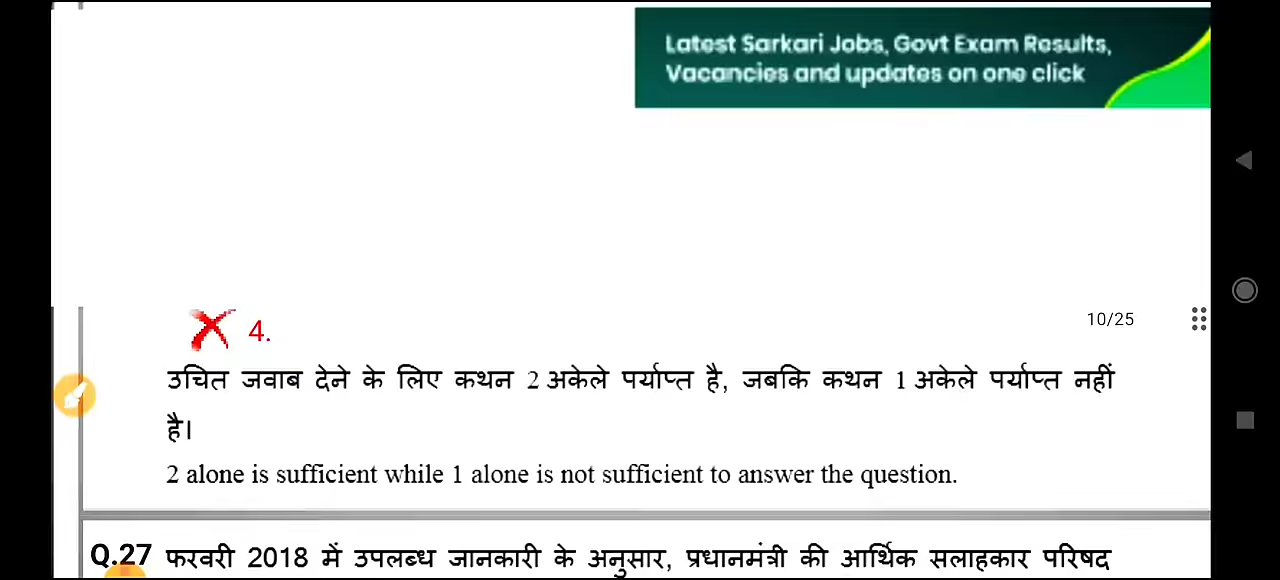 Latest Sarkari Jobs, Govt Exam Results,
Vacancies and updates on one click
10/25
4.
उचित जवाब देने के लिए कथन 2 अकेले पर्याप्त है, जबकि कथन 1 अकेले पर्याप्त नहीं
है।
2 alone is sufficient while 1 alone is not sufficient to answer the question.
Q.27 फरवरी 2018 में उपलब्ध जानकारी के अनुसार, प्रधानमंत्री की आर्थिक सलाहकार परिषद